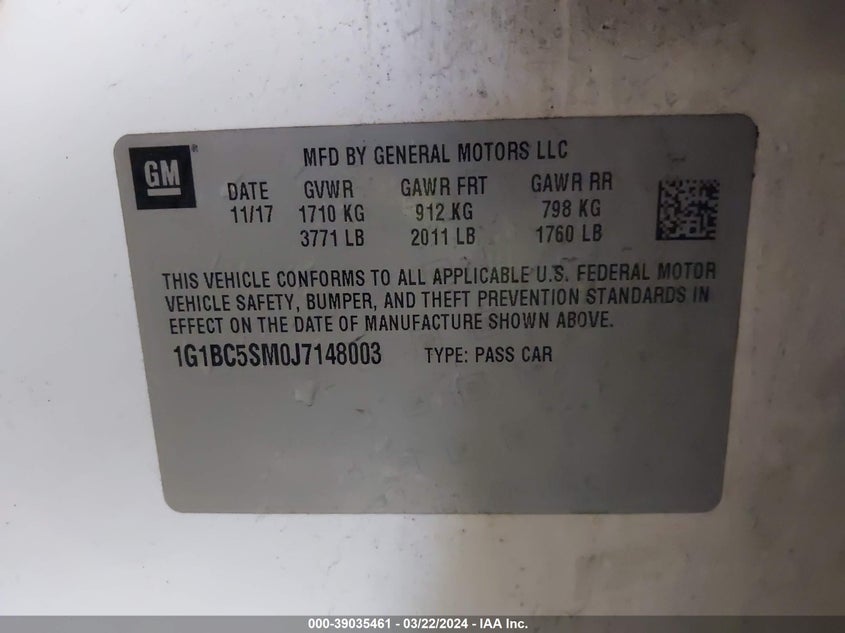 GM
MFD BY GENERAL MOTORS LLC
DATE GVWR GAWR FRT GAWR RR
11/17 1710 KG 912 KG 798 KG
3771 LB 2011 LB 1760 LB
THIS VEHICLE CONFORMS TO ALL APPLICABLE U.S. FEDERAL MOTOR
VEHICLE SAFETY, BUMPER, AND THEFT PREVENTION STANDARDS IN
EFFECT ON THE DATE OF MANUFACTURE SHOWN ABOVE.
1G1BC5SM0J7148003 TYPE: PASS CAR
000-39035461 - 03/22/2024 - IAA Inc.